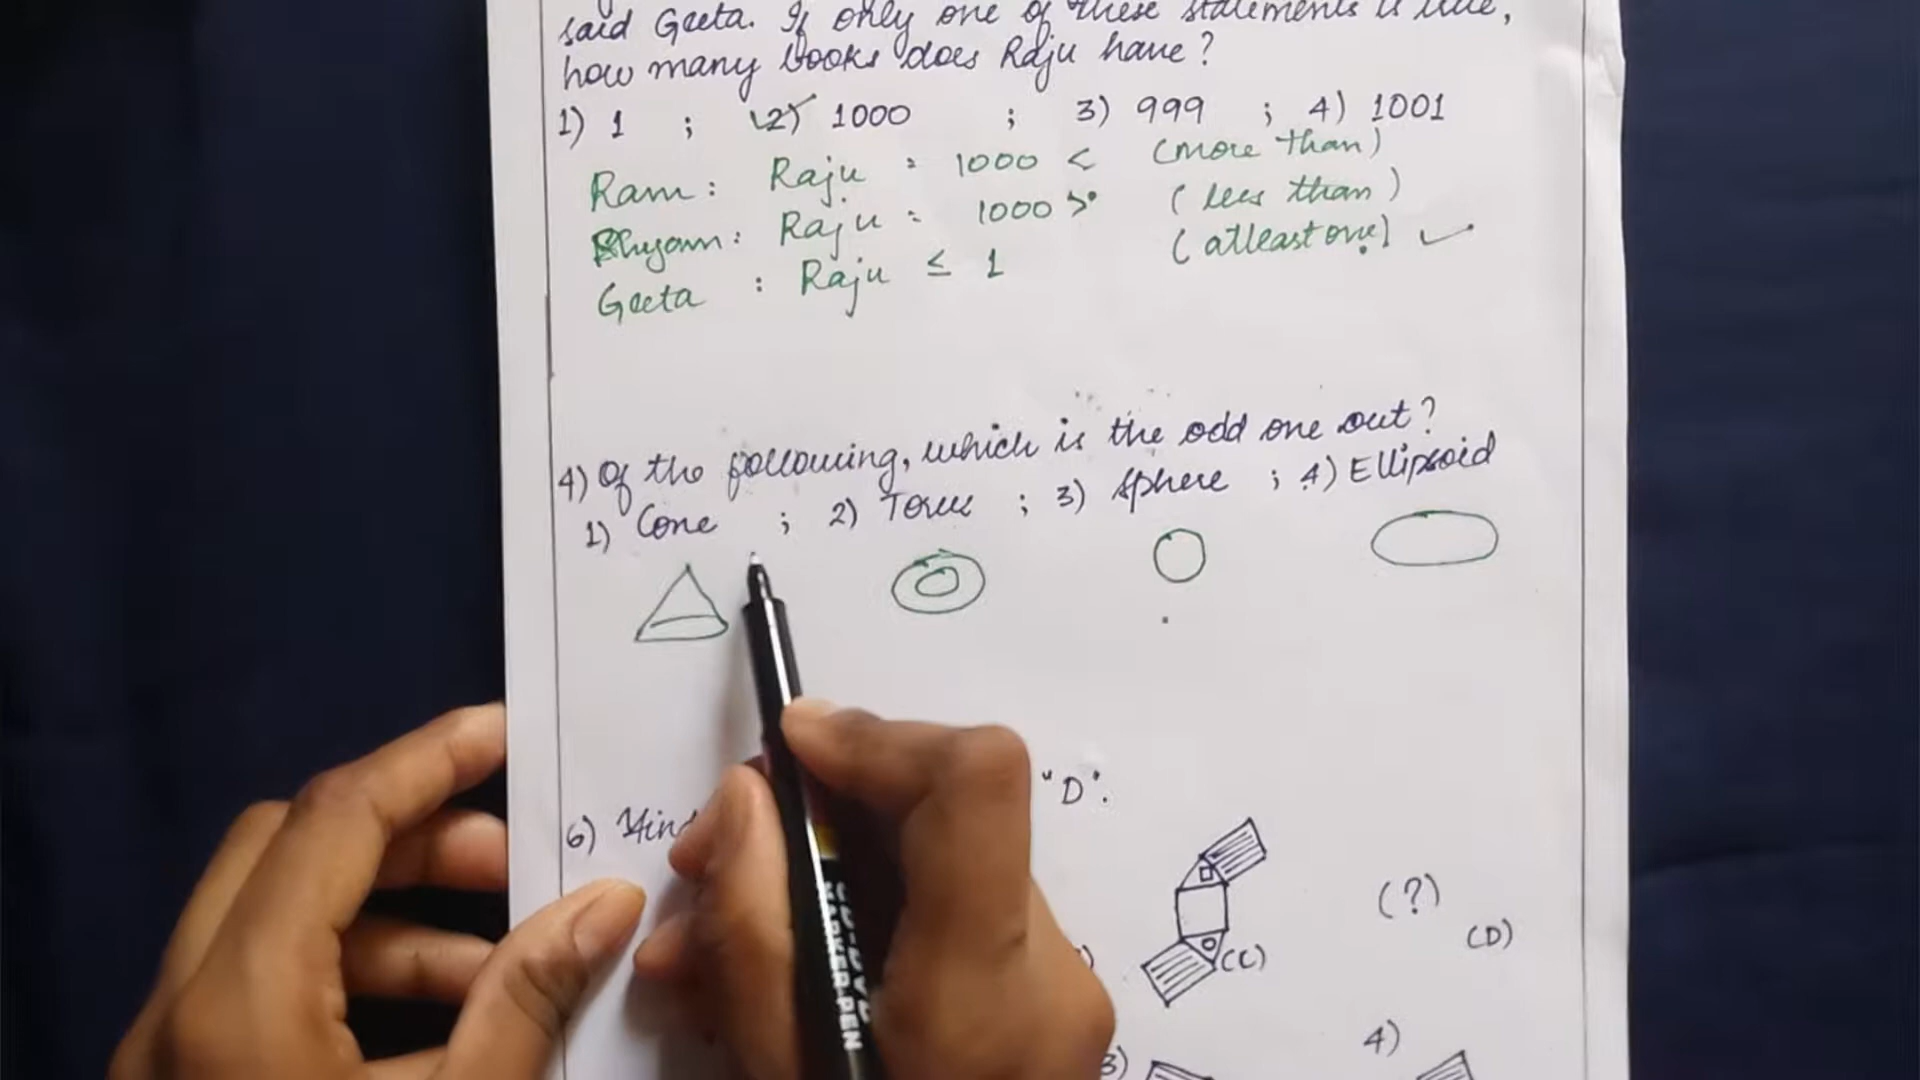 said Geeta. If only one of these statements is true,
how many books does Raju have?
1) 1 ; 2) 1000 ; 3) 999 ; 4) 1001
Ram: Raju : 1000 < (more than)
Shyam: Raju : 1000 > (less than)
Geeta : Raju ≤ 1 (atleast one)
4) Of the following, which is the odd one out?
1) Cone ; 2) Torus ; 3) Sphere ; 4) Ellipsoid
6) "D".
(?)
(C) (D)
3) 4)
MARKER PEN